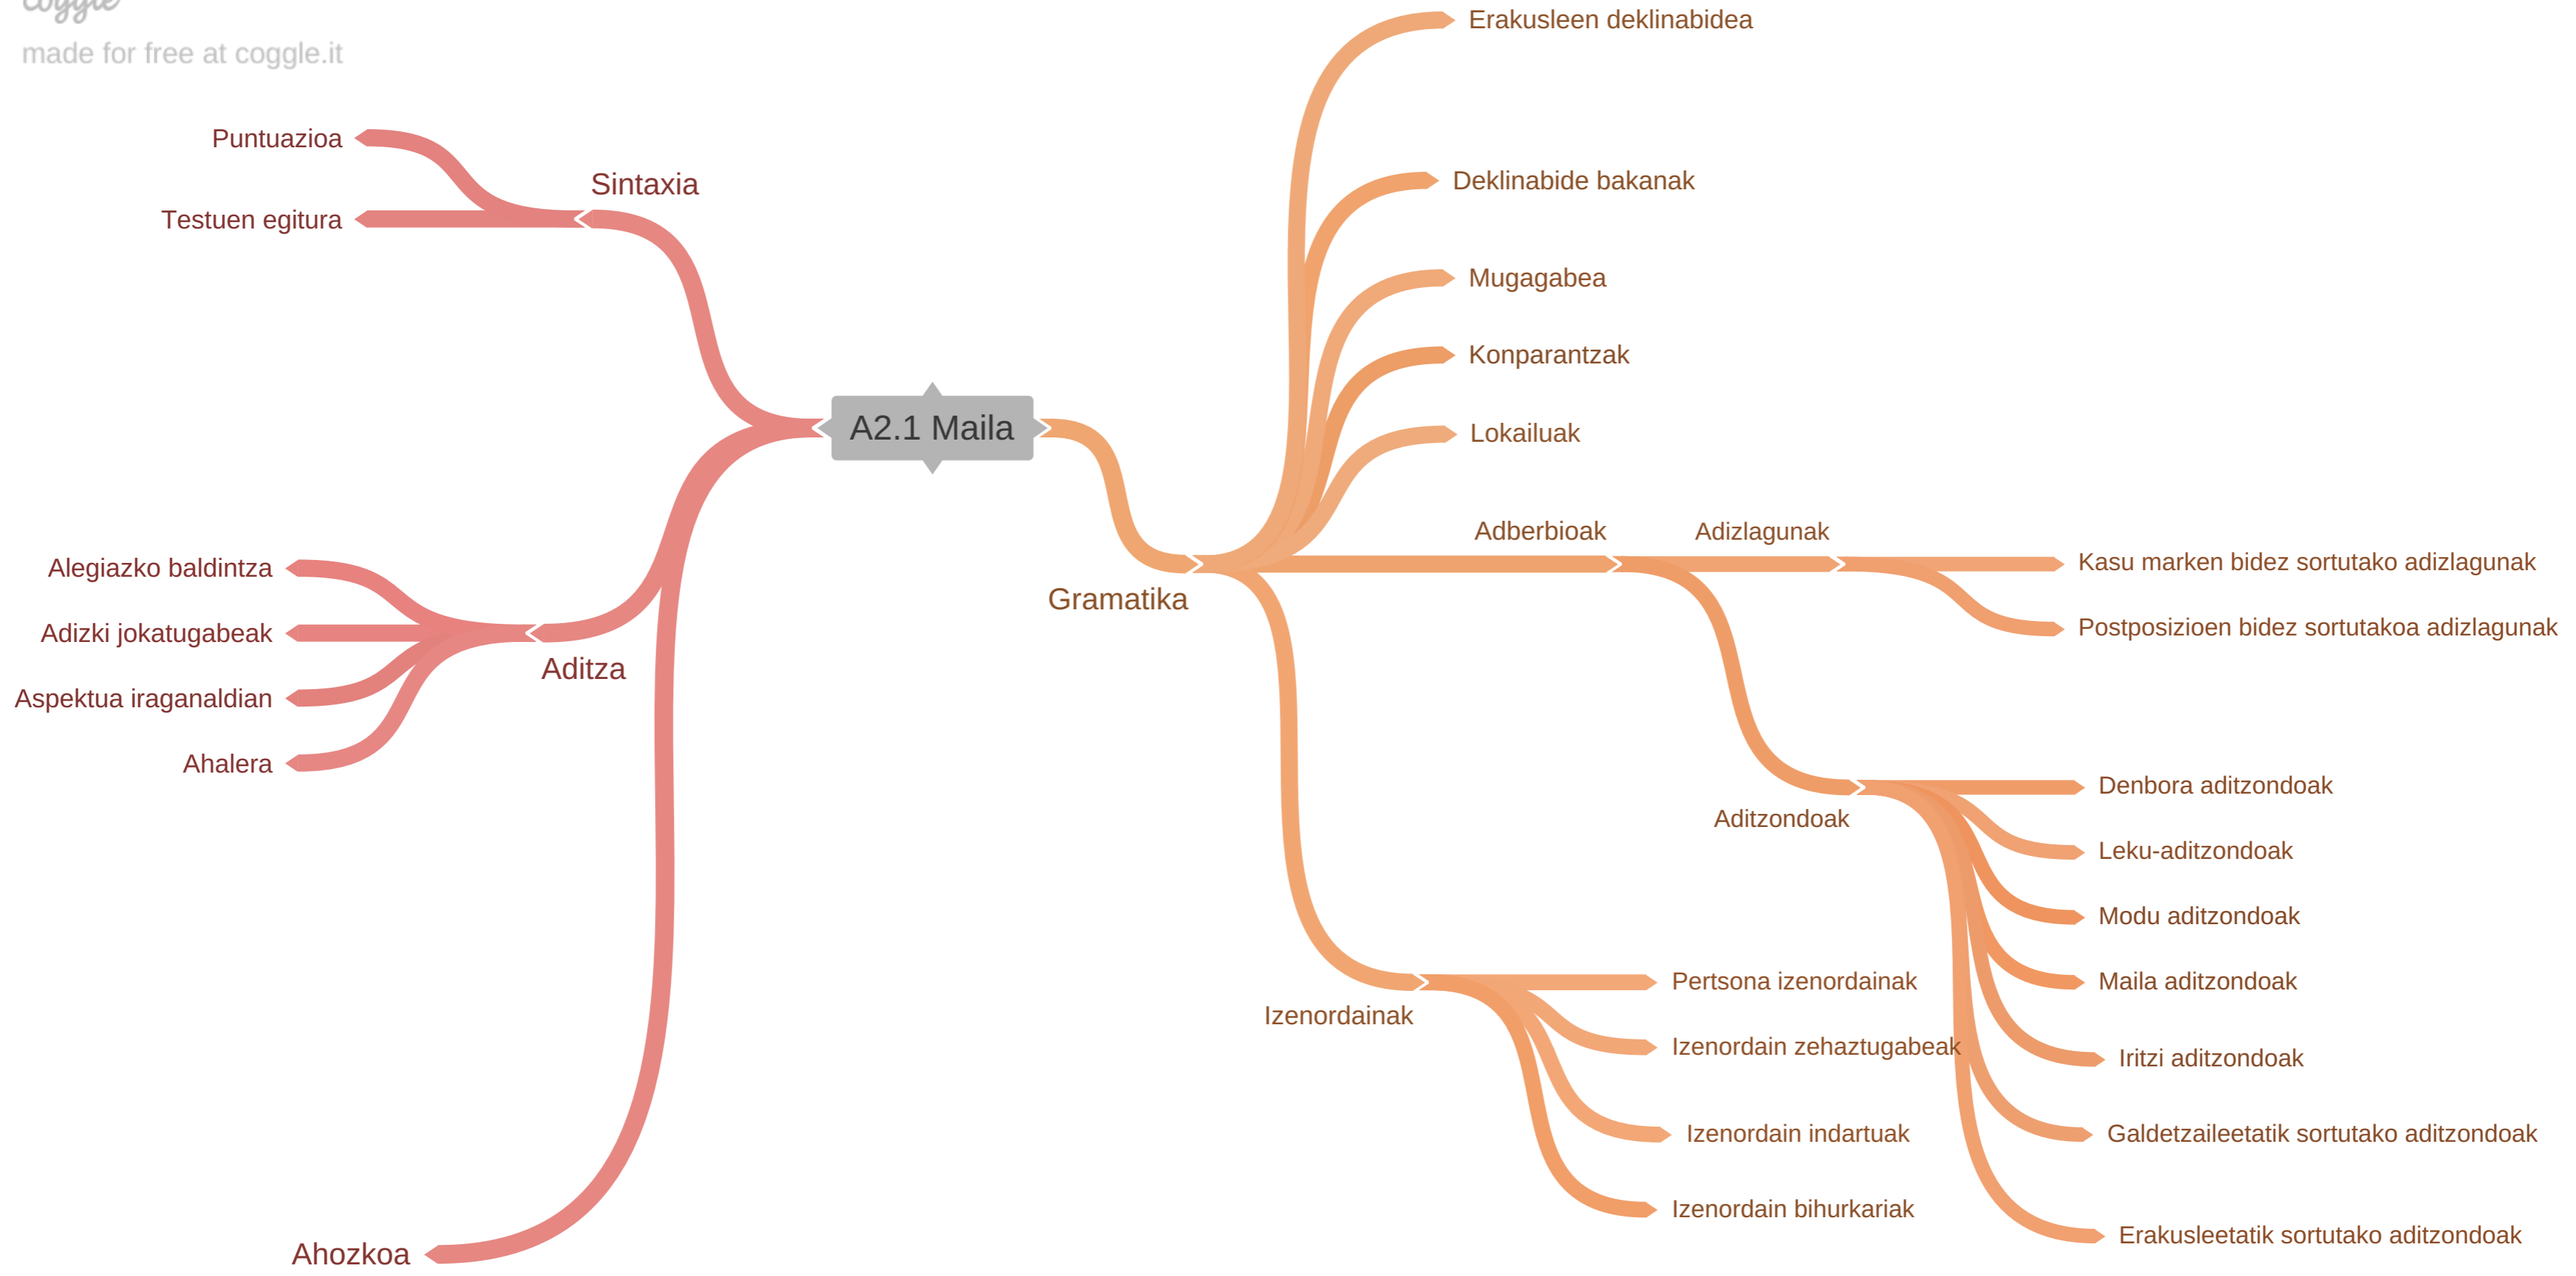 coggle
made for free at coggle.it
A2.1 Maila
Sintaxia
Puntuazioa
Testuen egitura
Aditza
Alegiazko baldintza
Adizki jokatugabeak
Aspektua iraganaldian
Ahalera
Ahozkoa
Gramatika
Erakusleen deklinabidea
Deklinabide bakanak
Mugagabea
Konparantzak
Lokailuak
Adberbioak
Adizlagunak
Kasu marken bidez sortutako adizlagunak
Postposizioen bidez sortutakoa adizlagunak
Aditzondoak
Denbora aditzondoak
Leku-aditzondoak
Modu aditzondoak
Maila aditzondoak
Iritzi aditzondoak
Galdetzaileetatik sortutako aditzondoak
Erakusleetatik sortutako aditzondoak
Izenordainak
Pertsona izenordainak
Izenordain zehaztugabeak
Izenordain indartuak
Izenordain bihurkariak